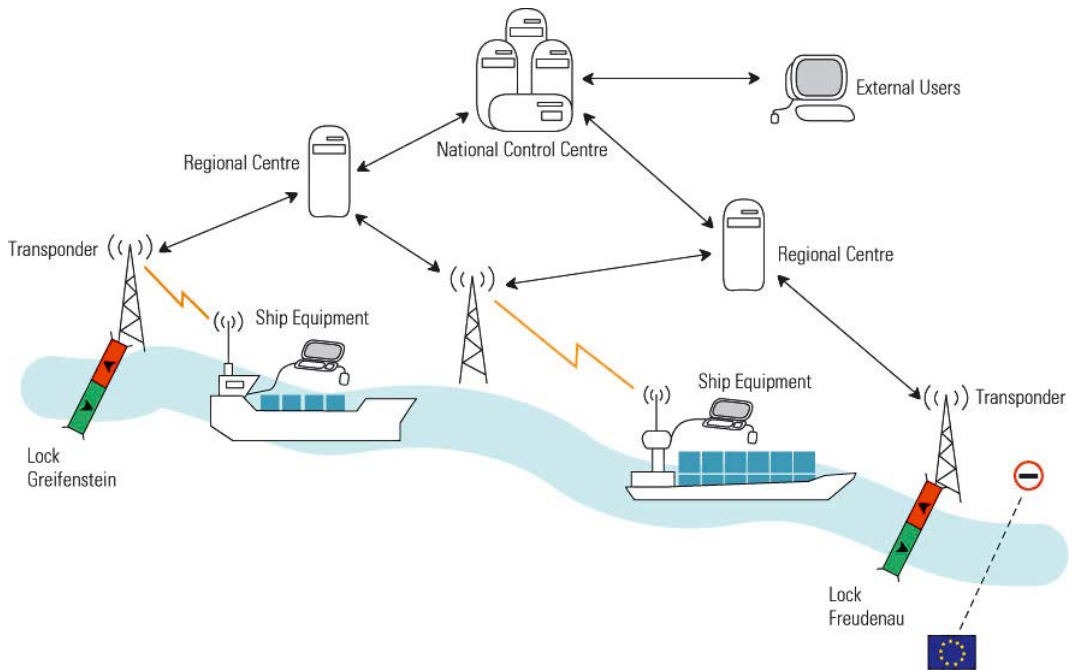 External Users
National Control Centre
Regional Centre
Transponder
Regional Centre
Ship Equipment
Ship Equipment
Transponder
Lock
Greifenstein
Lock
Freudenau